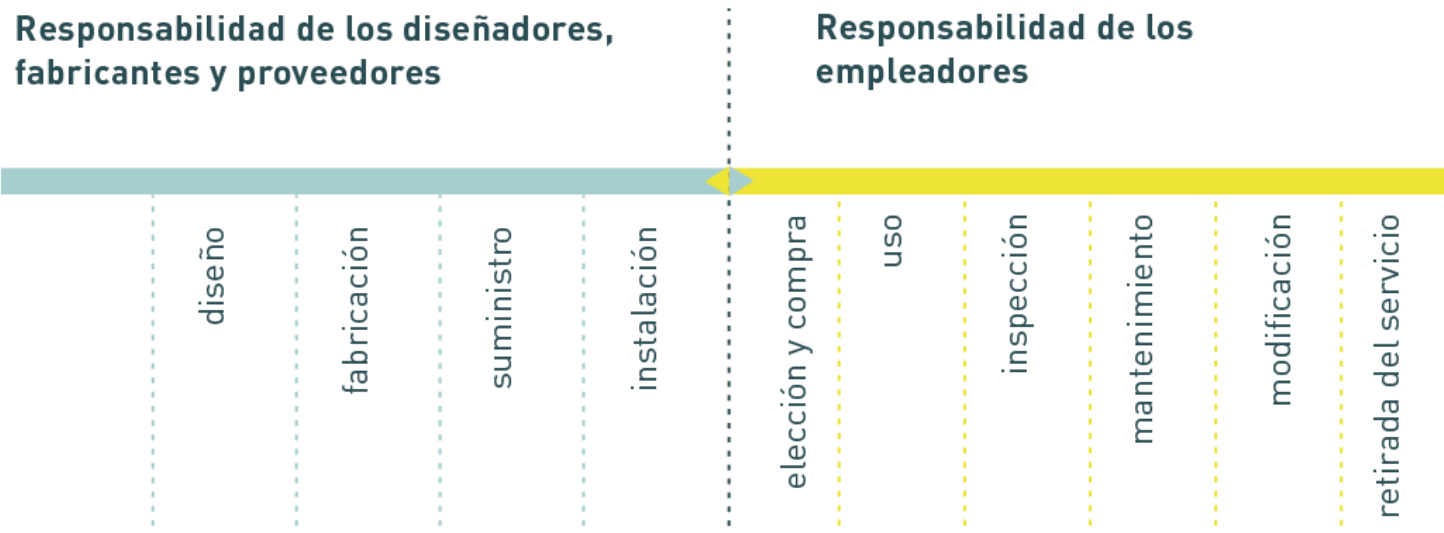 Responsabilidad de los diseñadores,
fabricantes y proveedores
Responsabilidad de los
empleadores
diseño
fabricación
suministro
instalación
elección y compra
uso
inspección
mantenimiento
modificación
retirada del servicio